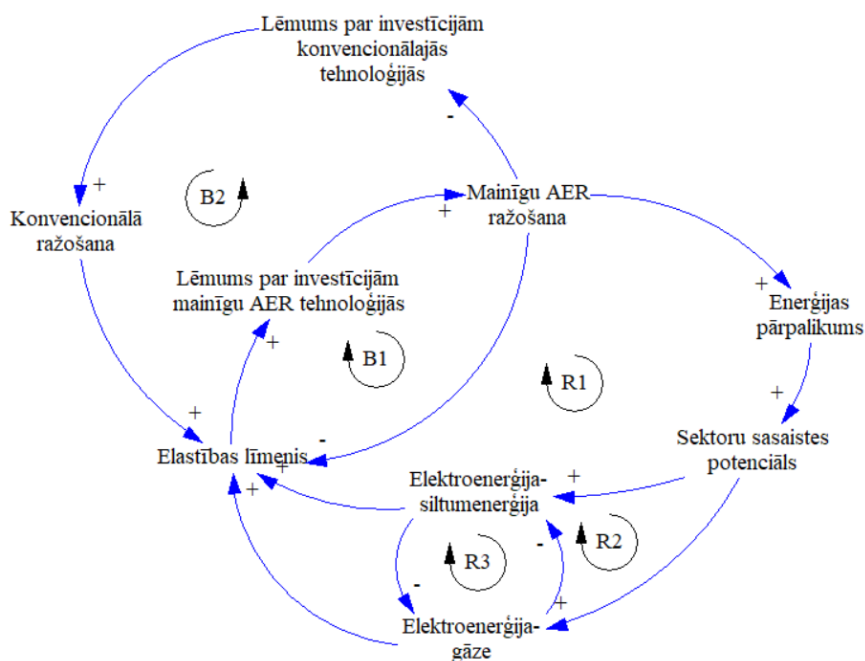 Lēmums par investīcijām
konvencionālajās
tehnoloģijās
-
+
B2
Mainīgu AER
ražošana
+
Konvencionālā
ražošana
Lēmums par investīcijām
mainīgu AER tehnoloģijās
+
Enerģijas
pārpalikums
+
B1
R1
+
+
-
Sektoru sasaistes
potenciāls
Elastības līmenis
+
+
Elektroenerģija-
siltumenerģija
+
R2
-
R3
-
+
Elektroenerģija-
gāze